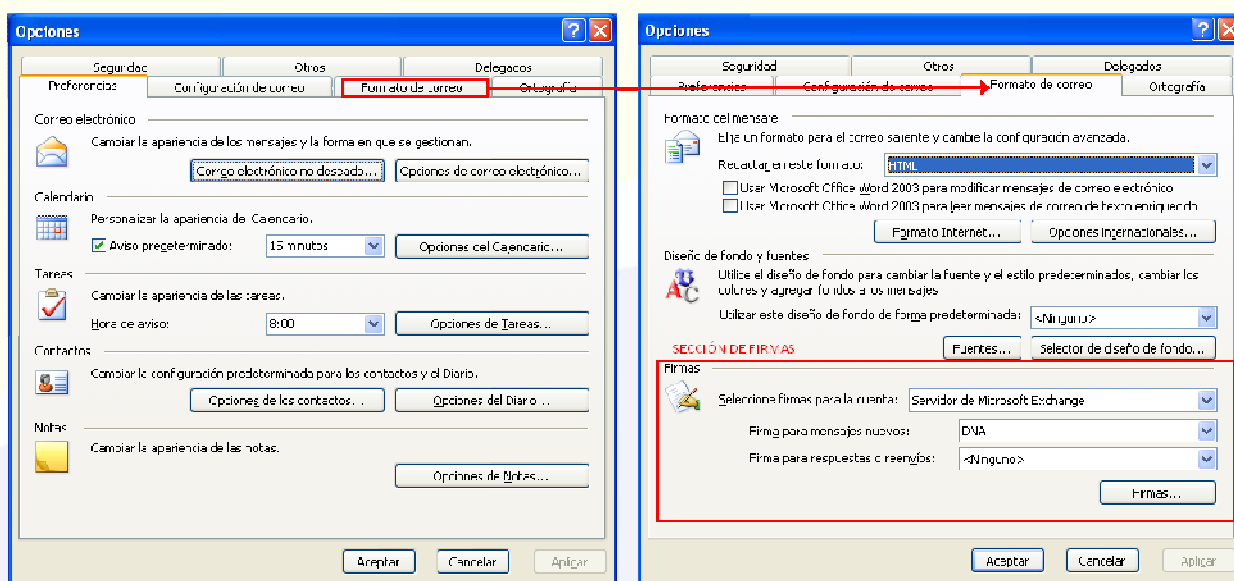 Opciones
Seguridad Otros Delegados
Preferencias Configuración de correo Formato de correo Ortografía
Correo electrónico
Cambiar la apariencia de los mensajes y la forma en que se gestionan.
Correo electrónico no deseado... Opciones de correo electrónico...
Calendario
Personalizar la apariencia del Calendario.
Aviso predeterminado: 15 minutos Opciones del Calendario...
Tareas
Cambiar la apariencia de las tareas.
Hora de aviso: 8:00 Opciones de Tareas...
Contactos
Cambiar la configuración predeterminada para los contactos y el Diario.
Opciones de los contactos... Opciones del Diario...
Notas
Cambiar la apariencia de las notas.
Opciones de Notas...
Aceptar Cancelar Aplicar
Opciones
Seguridad Otros Delegados
Preferencias Configuración de correo Formato de correo Ortografía
Formato del mensaje
Elija un formato para el correo saliente y cambie la configuración avanzada.
Redactar en este formato: HTML
Usar Microsoft Office Word 2003 para modificar mensajes de correo electrónico
Usar Microsoft Office Word 2003 para leer mensajes de correo de texto enriquecido
Formato Internet... Opciones internacionales...
Diseño de fondo y fuentes
Utilice el diseño de fondo para cambiar la fuente y el estilo predeterminados, cambiar los
colores y agregar fondos a los mensajes
Utilizar este diseño de fondo de forma predeterminada: <Ninguno>
SECCIÓN DE FIRMAS Fuentes... Selector de diseño de fondo...
Firmas
Seleccione firmas para la cuenta: Servidor de Microsoft Exchange
Firma para mensajes nuevos: DNA
Firma para respuestas o reenvíos: <Ninguno>
Firmas...
Aceptar Cancelar Aplicar